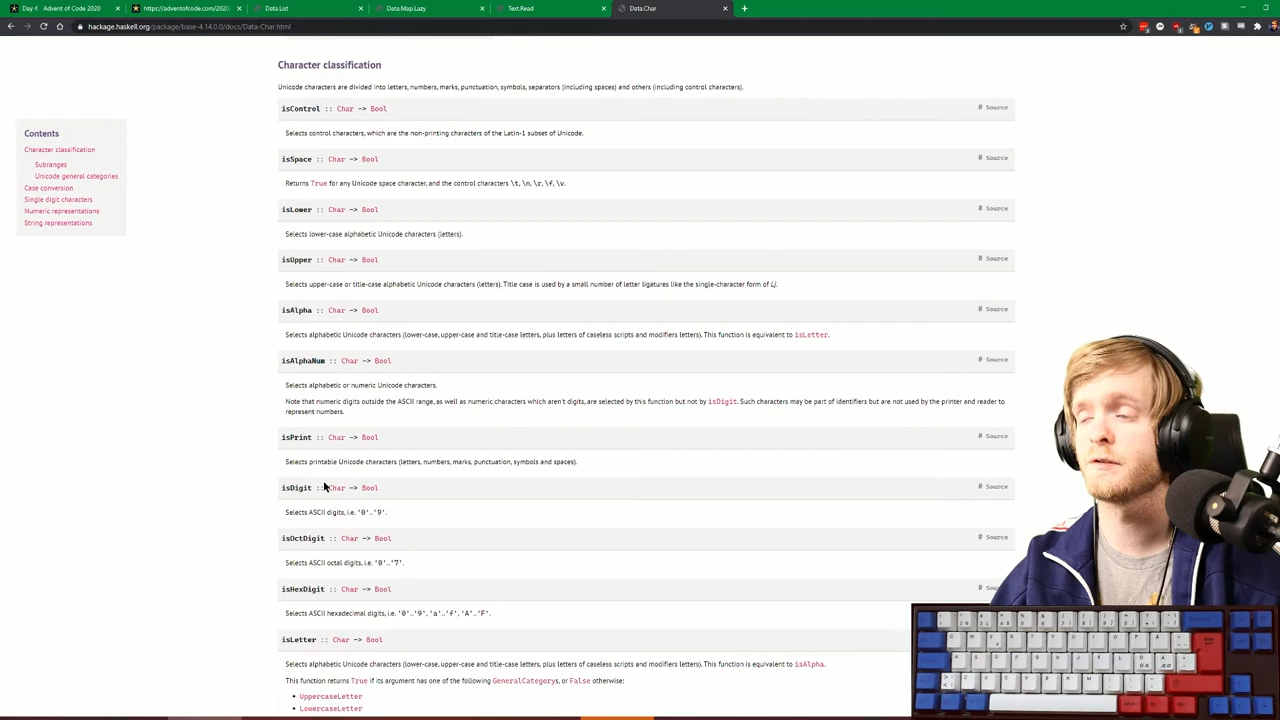 Day 4 - Advent of Code 2020
https://adventofcode.com/2020/
Data.List
Data.Map.Lazy
Text.Read
Data.Char
hackage.haskell.org/package/base-4.14.0.0/docs/Data-Char.html
Contents
Character classification
Subranges
Unicode general categories
Case conversion
Single digit characters
Numeric representations
String representations
Character classification
Unicode characters are divided into letters, numbers, marks, punctuation, symbols, separators (including spaces) and others (including control characters).
isControl :: Char -> Bool # Source
Selects control characters, which are the non-printing characters of the Latin-1 subset of Unicode.
isSpace :: Char -> Bool # Source
Returns True for any Unicode space character, and the control characters \t, \n, \r, \f, \v.
isLower :: Char -> Bool # Source
Selects lower-case alphabetic Unicode characters (letters).
isUpper :: Char -> Bool # Source
Selects upper-case or title-case alphabetic Unicode characters (letters). Title case is used by a small number of letter ligatures like the single-character form of Lj.
isAlpha :: Char -> Bool # Source
Selects alphabetic Unicode characters (lower-case, upper-case and title-case letters, plus letters of caseless scripts and modifiers letters). This function is equivalent to isLetter.
isAlphaNum :: Char -> Bool # Source
Selects alphabetic or numeric Unicode characters.
Note that numeric digits outside the ASCII range, as well as numeric characters which aren't digits, are selected by this function but not by isDigit. Such characters may be part of identifiers but are not used by the printer and reader to
represent numbers.
isPrint :: Char -> Bool # Source
Selects printable Unicode characters (letters, numbers, marks, punctuation, symbols and spaces).
isDigit :: Char -> Bool # Source
Selects ASCII digits, i.e. '0'..'9'.
isOctDigit :: Char -> Bool # Source
Selects ASCII octal digits, i.e. '0'..'7'.
isHexDigit :: Char -> Bool # Source
Selects ASCII hexadecimal digits, i.e. '0'..'9', 'a'..'f', 'A'..'F'.
isLetter :: Char -> Bool
Selects alphabetic Unicode characters (lower-case, upper-case and title-case letters, plus letters of caseless scripts and modifiers letters). This function is equivalent to isAlpha.
This function returns True if its argument has one of the following GeneralCategorys, or False otherwise:
• UppercaseLetter
• LowercaseLetter